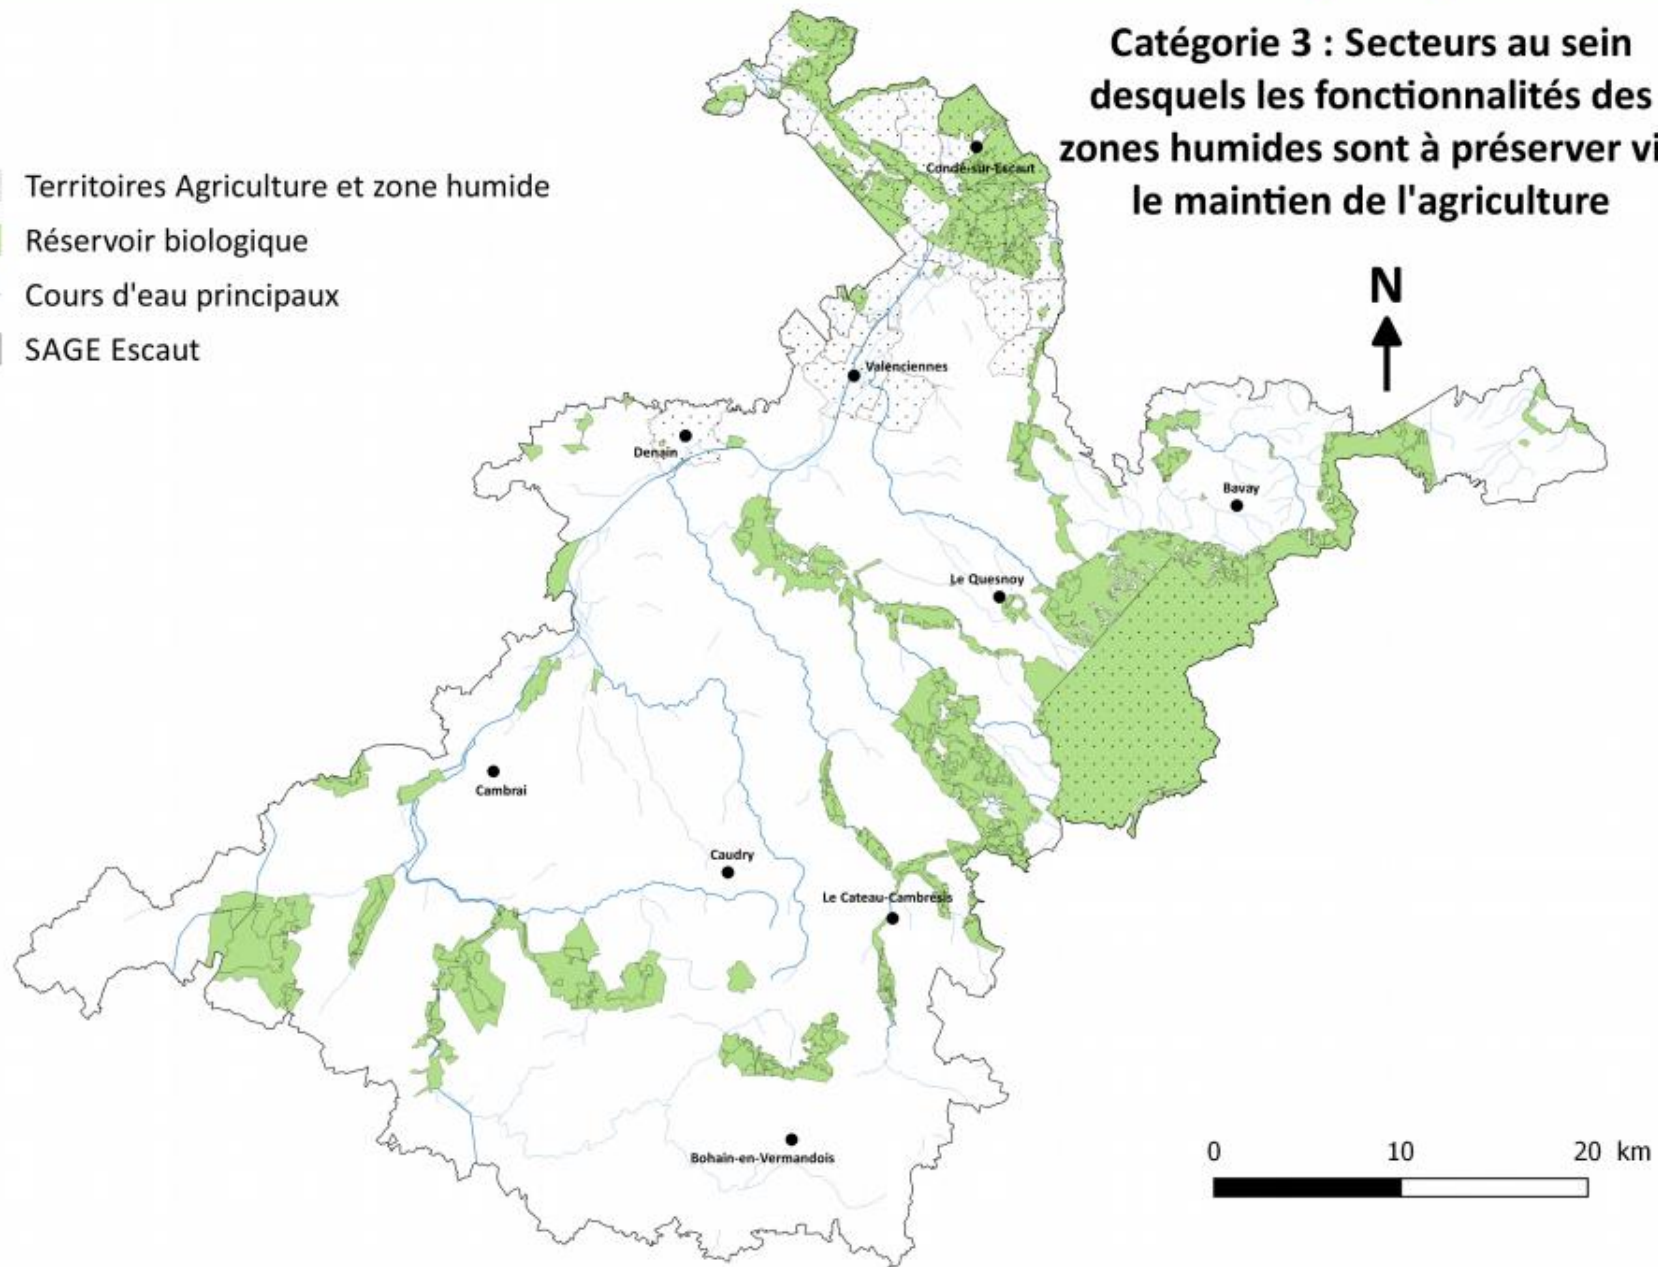 Catégorie 3 : Secteurs au sein
desquels les fonctionnalités des
zones humides sont à préserver vi
le maintien de l'agriculture
Territoires Agriculture et zone humide
Réservoir biologique
Cours d'eau principaux
SAGE Escaut
N
Condé-sur-Escaut
Valenciennes
Denain
Bavay
Le Quesnoy
Cambrai
Caudry
Le Cateau-Cambrésis
Bohain-en-Vermandois
0 10 20 km